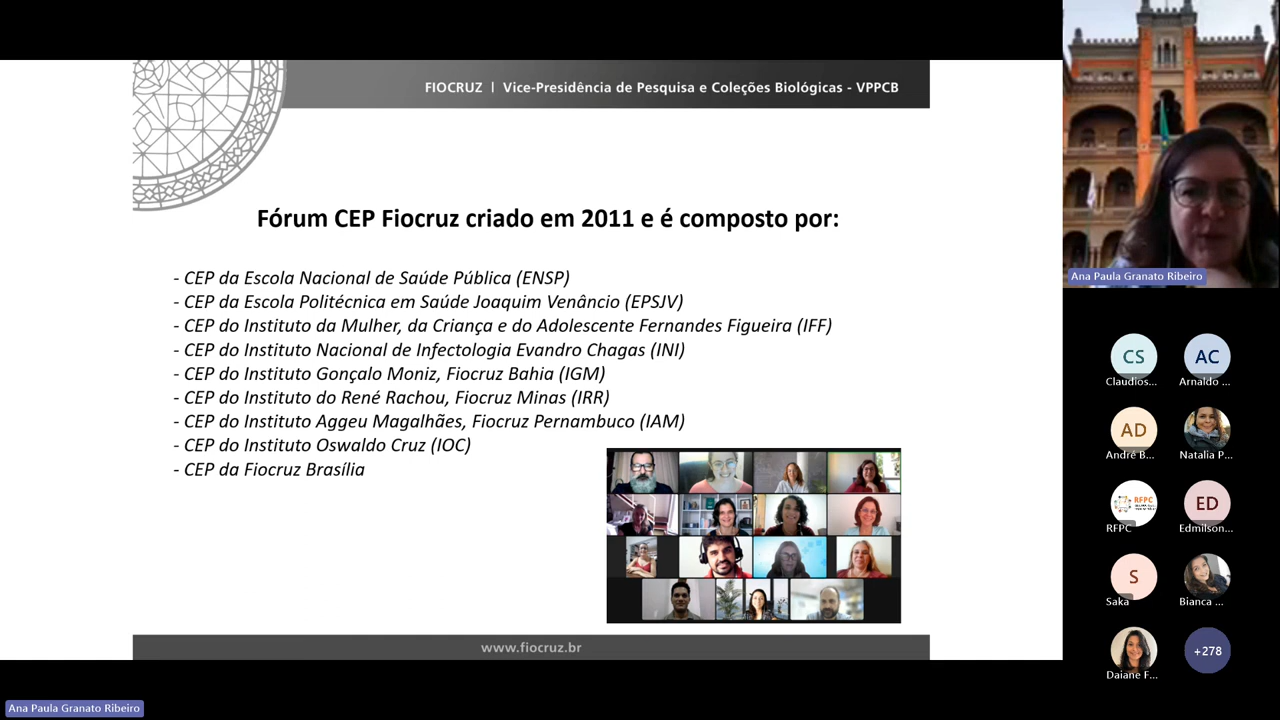 FIOCRUZ | Vice-Presidência de Pesquisa e Coleções Biológicas - VPPCB
Fórum CEP Fiocruz criado em 2011 e é composto por:
- CEP da Escola Nacional de Saúde Pública (ENSP)
- CEP da Escola Politécnica em Saúde Joaquim Venâncio (EPSJV)
- CEP do Instituto da Mulher, da Criança e do Adolescente Fernandes Figueira (IFF)
- CEP do Instituto Nacional de Infectologia Evandro Chagas (INI)
- CEP do Instituto Gonçalo Moniz, Fiocruz Bahia (IGM)
- CEP do Instituto do René Rachou, Fiocruz Minas (IRR)
- CEP do Instituto Aggeu Magalhães, Fiocruz Pernambuco (IAM)
- CEP do Instituto Oswaldo Cruz (IOC)
- CEP da Fiocruz Brasília
www.fiocruz.br
Ana Paula Granato Ribeiro
CS
AC
Claudios...
Arnaldo ...
AD
André B...
Natalia P...
RFPC
ED
RFPC
Edmilson...
S
Saka
Bianca ...
Daiane F...
+278
Ana Paula Granato Ribeiro